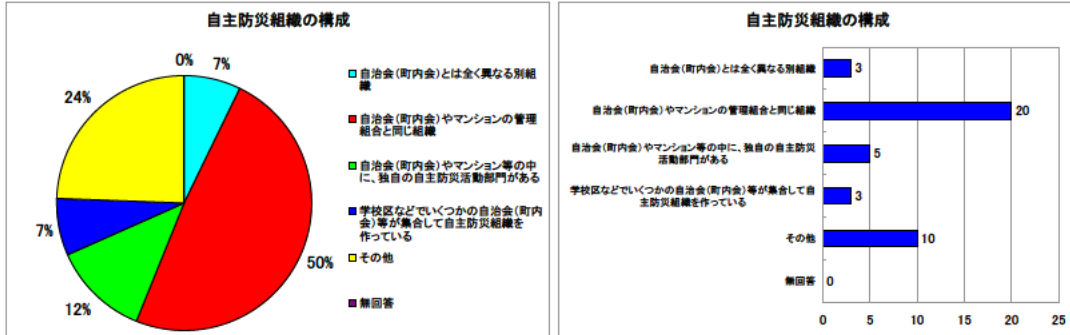 自主防災組織の構成
0%
7%
24%
7%
12%
50%
自治会(町内会)とは全く異なる別組
織
自治会(町内会)やマンションの管理
組合と同じ組織
自治会(町内会)やマンション等の中
に、独自の自主防災活動部門がある
学校区などでいくつかの自治会(町内
会)等が集合して自主防災組織を
作っている
その他
無回答
自主防災組織の構成
自治会(町内会)とは全く異なる別組織
3
自治会(町内会)やマンションの管理組合と同じ組織
20
自治会(町内会)やマンション等の中に、独自の自主防災
活動部門がある
5
学校区などでいくつかの自治会(町内会)等が集合して自
主防災組織を作っている
3
その他
10
無回答
0
0 5 10 15 20 25